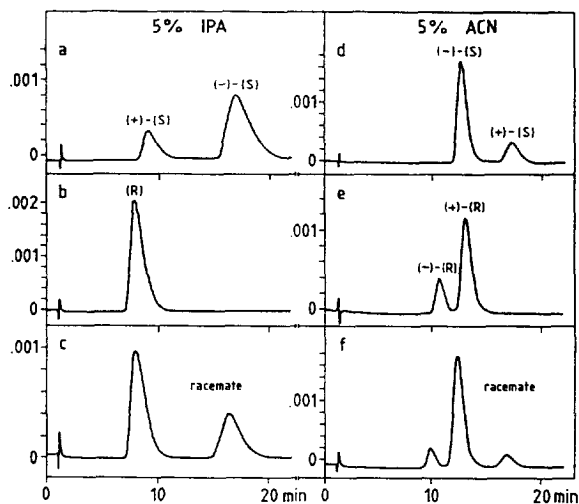 5% IPA
5% ACN
a
.001
0
(+)-(S)
(-)-(S)
d
.001
0
(-)-(S)
(+)-(S)
b
.002
.001
0
(R)
e
.001
0
(-)-(R)
(+)-(R)
c
.001
0
racemate
f
.001
0
racemate
0 10 20 min
10 20 min